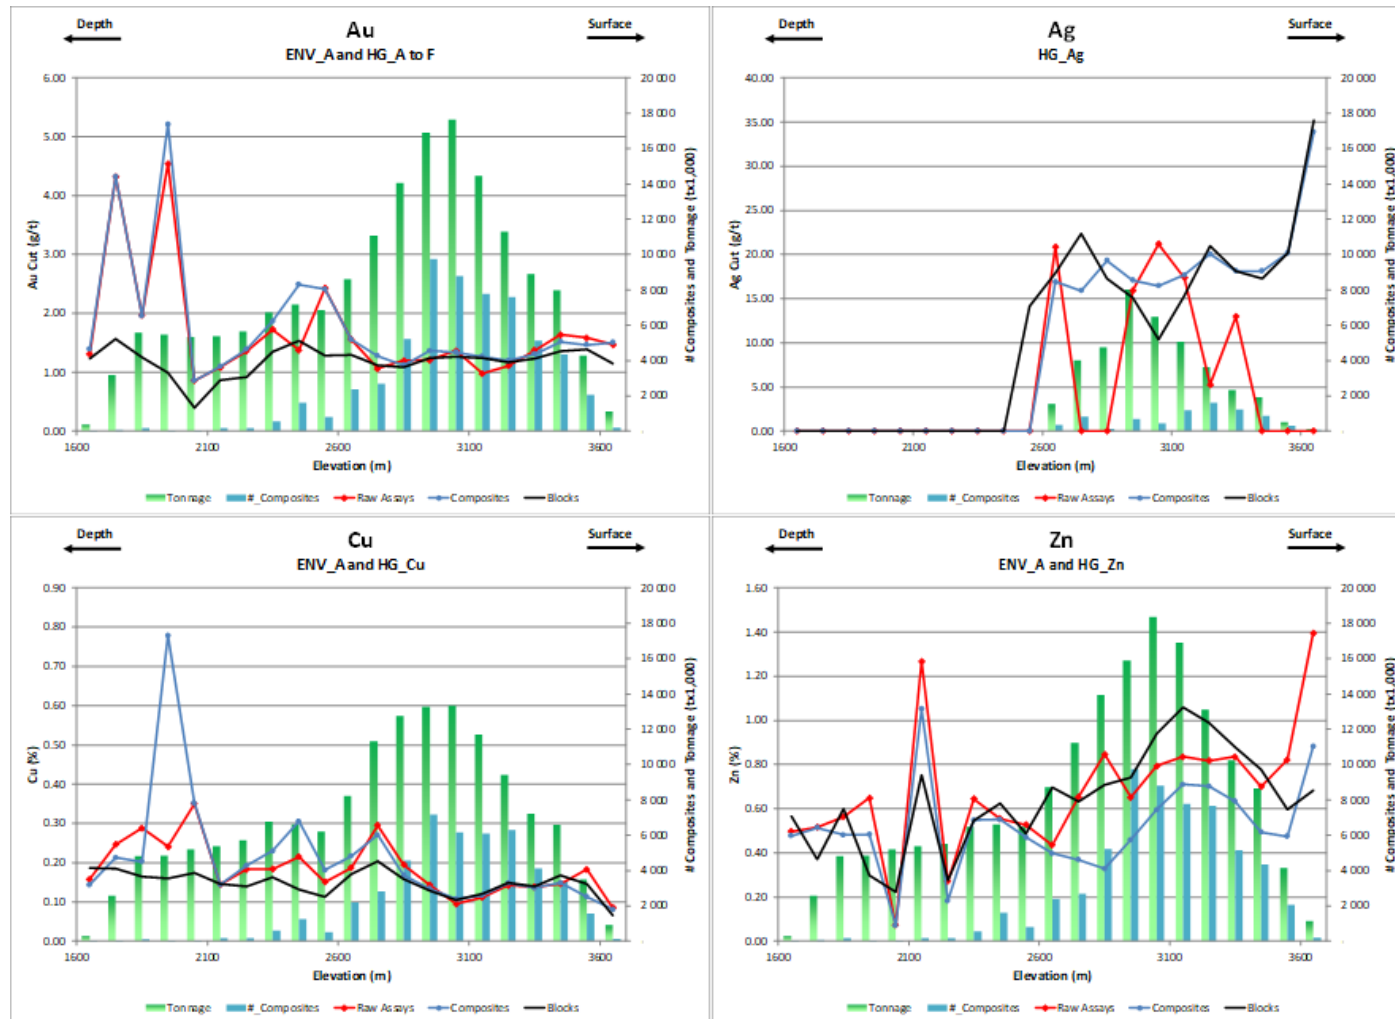 Depth
Au
Surface
ENV_A and HG_A to F
6.00
5.00
4.00
3.00
2.00
1.00
0.00
Au Cut (g/t)
20 000
18 000
16 000
14 000
12 000
10 000
8 000
6 000
4 000
2 000
-
# Composites and Tonnage (tx1,000)
1600
2100
2600
3100
3600
Elevation (m)
Tonnage
#_Composites
Raw Assays
Composites
Blocks
Depth
Ag
Surface
HG_Ag
40.00
35.00
30.00
25.00
20.00
15.00
10.00
5.00
0.00
Ag Cut (g/t)
20 000
18 000
16 000
14 000
12 000
10 000
8 000
6 000
4 000
2 000
-
# Composites and Tonnage (tx1,000)
1600
2100
2600
3100
3600
Elevation (m)
Tonnage
#_Composites
Raw Assays
Composites
Blocks
Depth
Cu
Surface
ENV_A and HG_Cu
0.90
0.80
0.70
0.60
0.50
0.40
0.30
0.20
0.10
0.00
Cu (%)
20 000
18 000
16 000
14 000
12 000
10 000
8 000
6 000
4 000
2 000
-
# Composites and Tonnage (tx1,000)
1600
2100
2600
3100
3600
Elevation (m)
Tonnage
#_Composites
Raw Assays
Composites
Blocks
Depth
Zn
Surface
ENV_A and HG_Zn
1.60
1.40
1.20
1.00
0.80
0.60
0.40
0.20
0.00
Zn (%)
20 000
18 000
16 000
14 000
12 000
10 000
8 000
6 000
4 000
2 000
-
# Composites and Tonnage (tx1,000)
1600
2100
2600
3100
3600
Elevation (m)
Tonnage
#_Composites
Raw Assays
Composites
Blocks